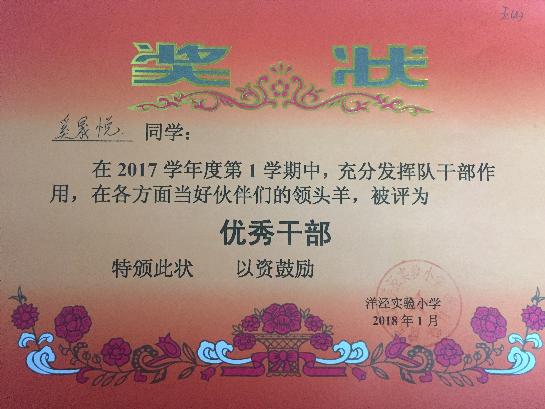 奖状
奚晟悦 同学：
在 2017 学年度第 1 学期中，充分发挥队干部作
用，在各方面当好伙伴们的领头羊，被评为
优秀干部
特颁此状 以资鼓励
洋泾实验小学
2018 年 1 月